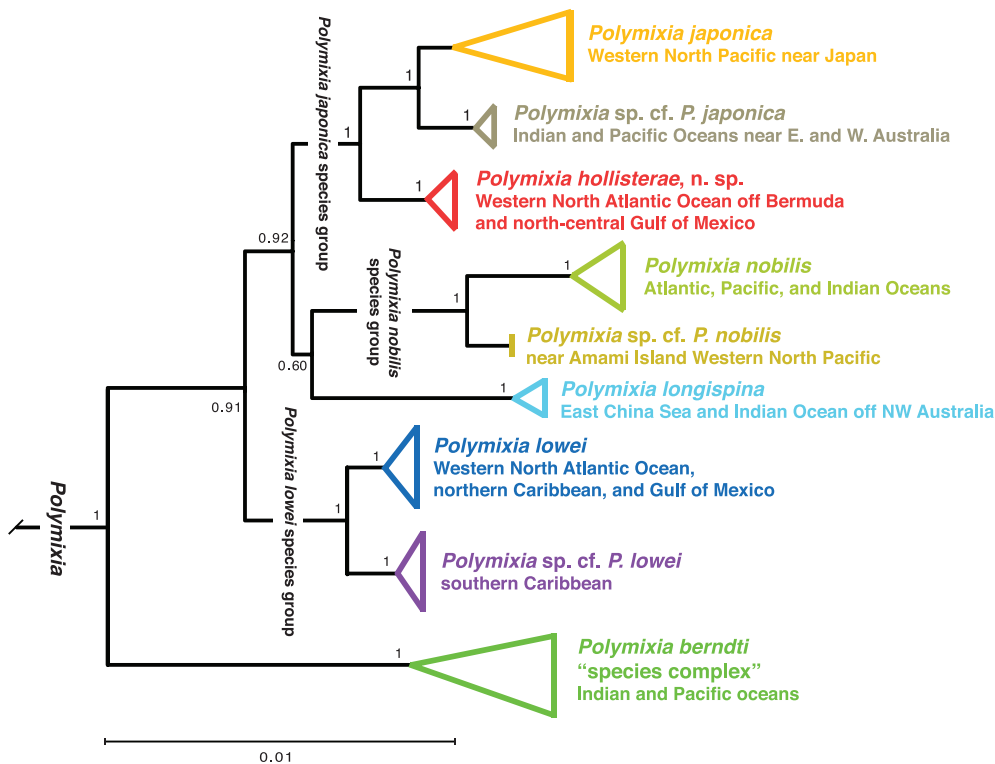 Polymixia japonica
Western North Pacific near Japan
1
Polymixia sp. cf. P. japonica
Indian and Pacific Oceans near E. and W. Australia
1
1
Polymixia japonica species group
1
Polymixia hollisterae, n. sp.
Western North Atlantic Ocean off Bermuda
and north-central Gulf of Mexico
1
0.92
Polymixia nobilis
Atlantic, Pacific, and Indian Oceans
1
Polymixia nobilis
species group
1
Polymixia sp. cf. P. nobilis
near Amami Island Western North Pacific
0.60
Polymixia longispina
East China Sea and Indian Ocean off NW Australia
1
0.91
Polymixia lowei
Western North Atlantic Ocean,
northern Caribbean, and Gulf of Mexico
1
Polymixia lowei species
group
1
Polymixia sp. cf. P. lowei
southern Caribbean
1
Polymixia
1
Polymixia berndti
“species complex”
Indian and Pacific oceans
1
0.01